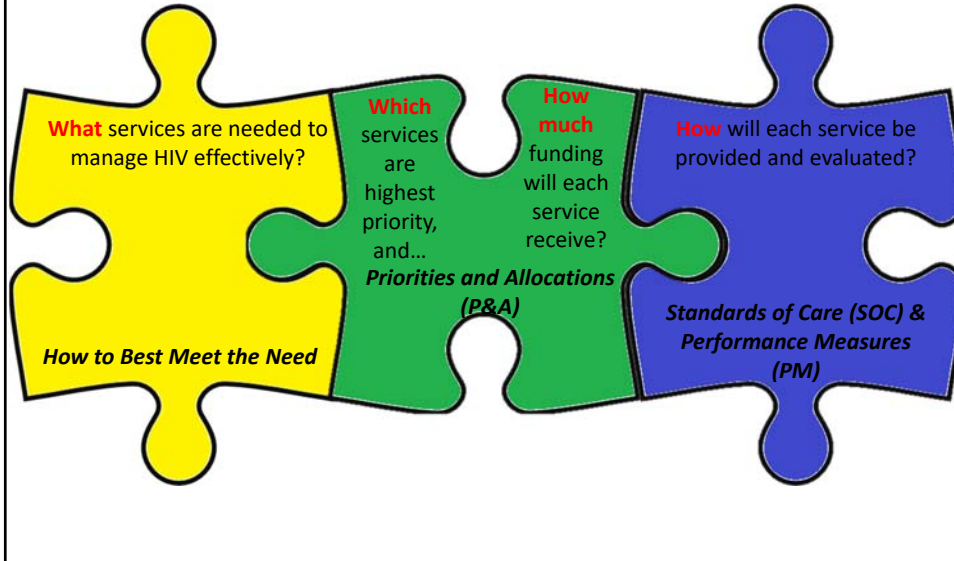 What services are needed to
manage HIV effectively?
How to Best Meet the Need
Which
services
are
highest
priority,
and…
How
much
funding
will each
service
receive?
Priorities and Allocations
(P&A)
How will each service be
provided and evaluated?
Standards of Care (SOC) &
Performance Measures
(PM)